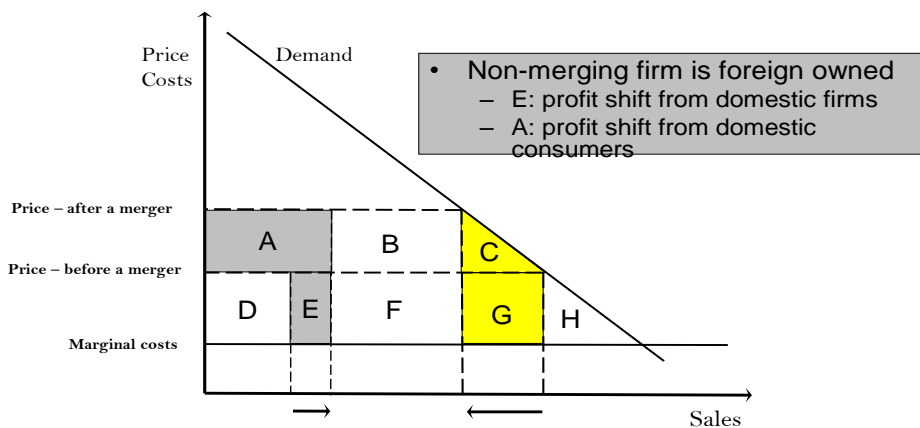 Price
Costs
Demand
• Non-merging firm is foreign owned
– E: profit shift from domestic firms
– A: profit shift from domestic
consumers
Price – after a merger
A
B
C
Price – before a merger
D
E
F
G
H
Marginal costs
Sales